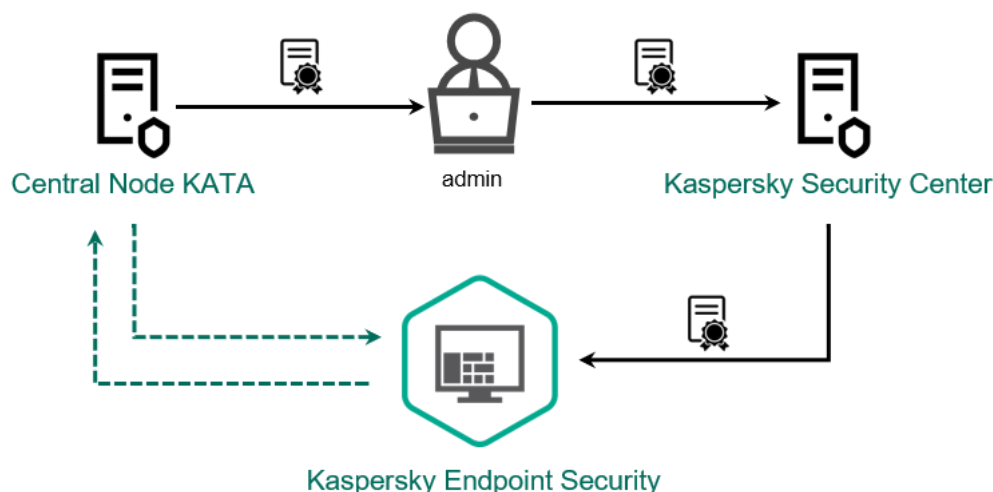 Central Node KATA
admin
Kaspersky Security Center
Kaspersky Endpoint Security